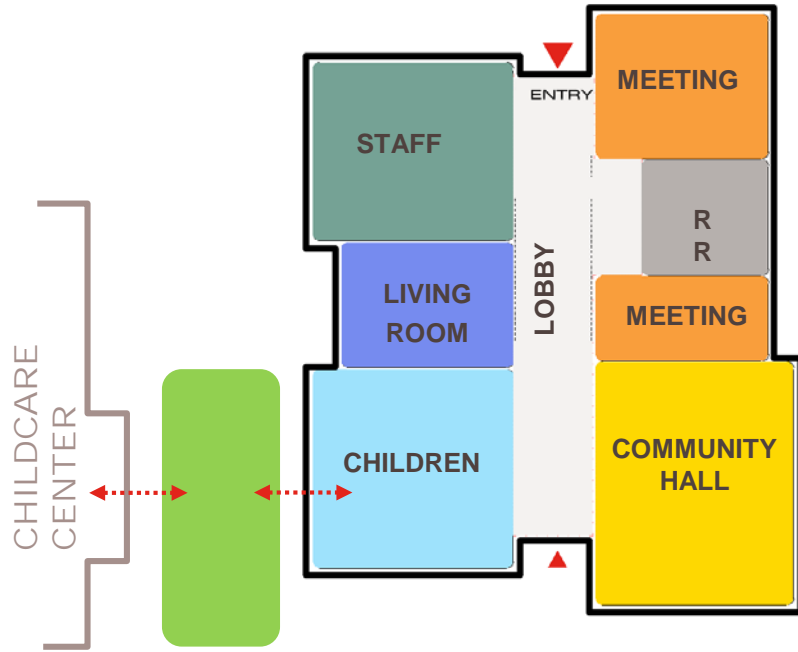 MEETING
ENTRY
STAFF
R
R
LOBBY
LIVING
ROOM
MEETING
CHILDCARE
CENTER
CHILDREN
COMMUNITY
HALL